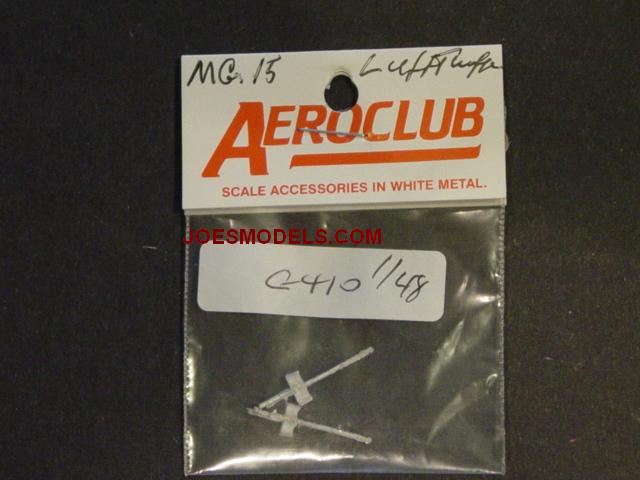 MG. 15 Luftwaffe
AEROCLUB
SCALE ACCESSORIES IN WHITE METAL.
JOESMODELS.COM
G410 1/48